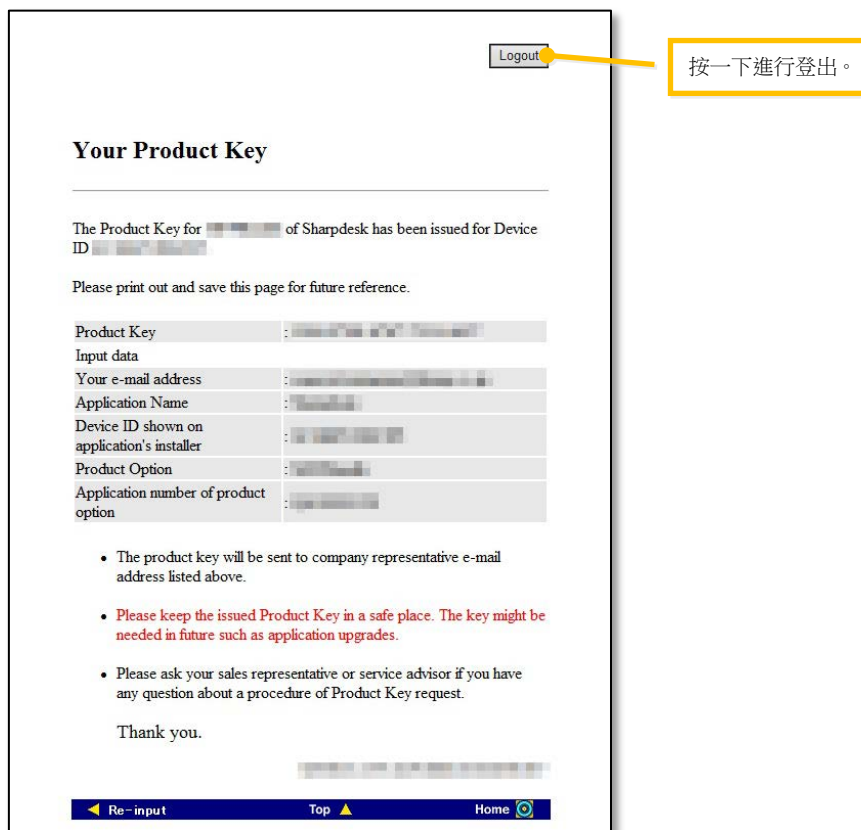 Logout
按一下進行登出。
Your Product Key
The Product Key for of Sharpdesk has been issued for Device
ID
Please print out and save this page for future reference.
Product Key :
Input data
Your e-mail address :
Application Name :
Device ID shown on
application's installer :
Product Option :
Application number of product
option :
• The product key will be sent to company representative e-mail
address listed above.
• Please keep the issued Product Key in a safe place. The key might be
needed in future such as application upgrades.
• Please ask your sales representative or service advisor if you have
any question about a procedure of Product Key request.
Thank you.
Re-input Top Home